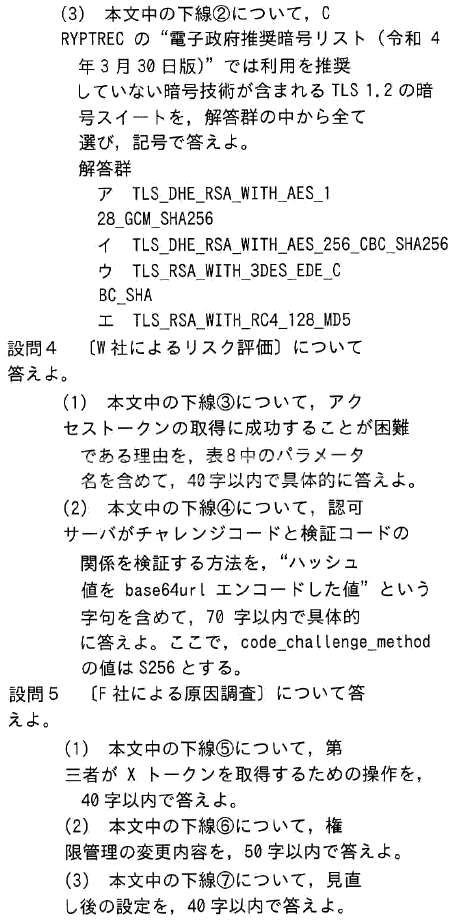 (3) 本文中の下線②について，C
RYPTREC の“電子政府推奨暗号リスト（令和 4
年 3 月 30 日版）”では利用を推奨
していない暗号技術が含まれる TLS 1.2 の暗
号スイートを，解答群の中から全て
選び，記号で答えよ。
解答群
ア TLS_DHE_RSA_WITH_AES_1
28_GCM_SHA256
イ TLS_DHE_RSA_WITH_AES_256_CBC_SHA256
ウ TLS_RSA_WITH_3DES_EDE_C
BC_SHA
エ TLS_RSA_WITH_RC4_128_MD5
設問４ 〔W 社によるリスク評価〕について
答えよ。
(1) 本文中の下線③について，アク
セストークンの取得に成功することが困難
である理由を，表８中のパラメータ
名を含めて，40 字以内で具体的に答えよ。
(2) 本文中の下線④について，認可
サーバがチャレンジコードと検証コードの
関係を検証する方法を，“ハッシュ
値を base64url エンコードした値”という
字句を含めて，70 字以内で具体的
に答えよ。ここで，code_challenge_method
の値は S256 とする。
設問５ 〔F 社による原因調査〕について答
えよ。
(1) 本文中の下線⑤について，第
三者が X トークンを取得するための操作を，
40 字以内で答えよ。
(2) 本文中の下線⑥について，権
限管理の変更内容を，50 字以内で答えよ。
(3) 本文中の下線⑦について，見直
し後の設定を，40 字以内で答えよ。